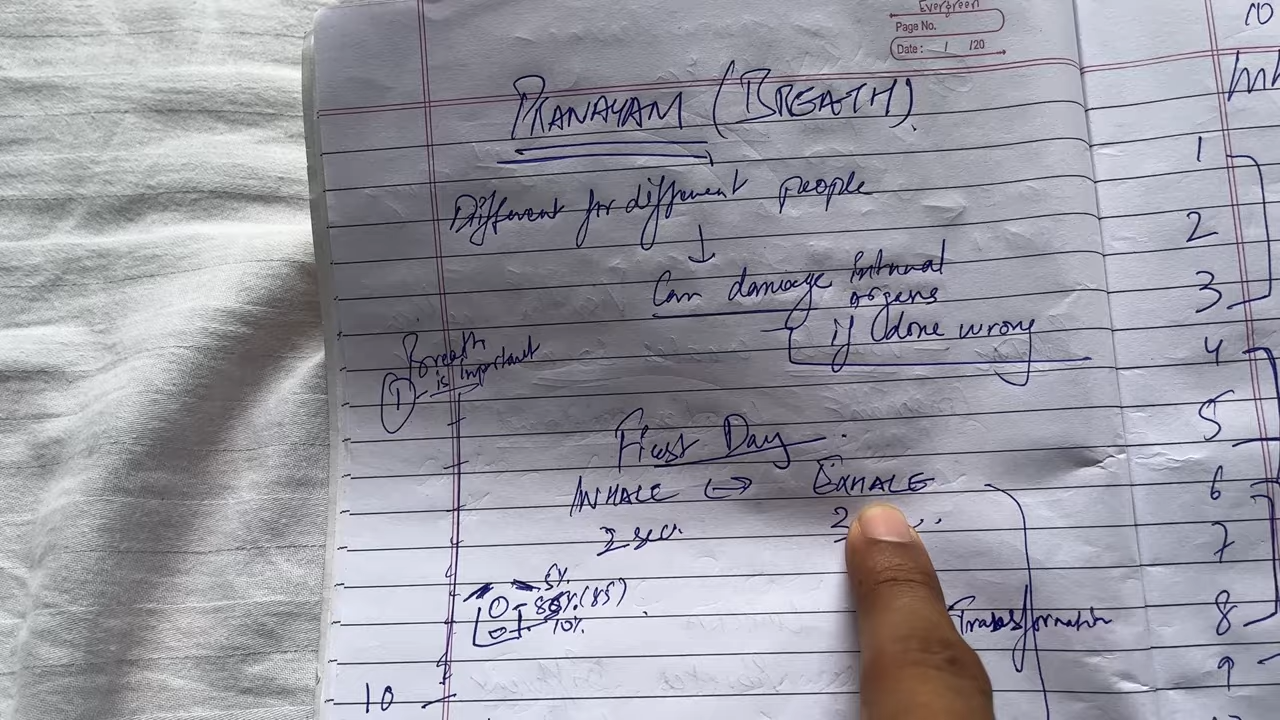 Evergreen
Page No.
Date: / /20
PRANAYAM (BREATH).
Different for different people
Can damage internal
organs
if done wrong
Breath
is important
1
First Day
INHALE ↔ EXHALE
2 sec.
2
5%
80% (85)
10%
Transformation
10
10
1
2
3
4
5
6
7
8
9